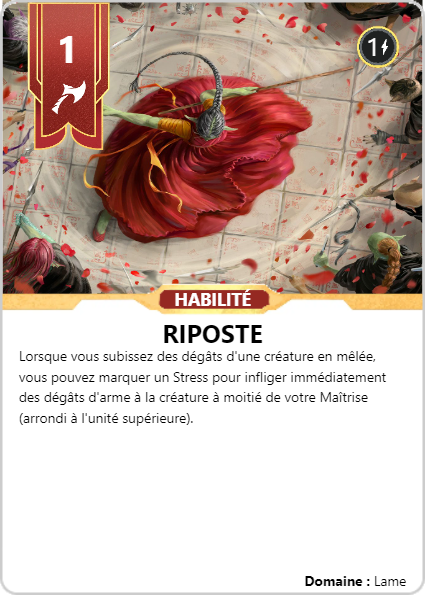 1
1
HABILITÉ
RIPOSTE
Lorsque vous subissez des dégâts d'une créature en mêlée,
vous pouvez marquer un Stress pour infliger immédiatement
des dégâts d'arme à la créature à moitié de votre Maîtrise
(arrondi à l'unité supérieure).
Domaine : Lame